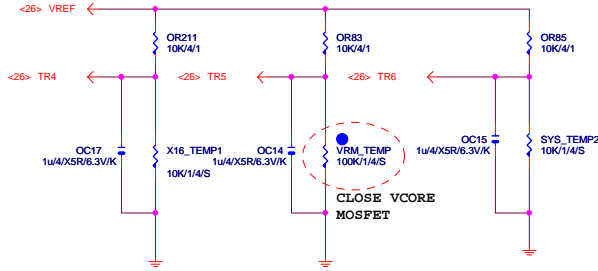 <26> VREF
OR211
10K/4/1
OR83
10K/4/1
OR85
10K/4/1
<26> TR4
<26> TR5
<26> TR6
OC17
1u/4/X5R/6.3V/K
X16_TEMP1
10K/1/4/S
OC14
1u/4/X5R/6.3V/K
VRM_TEMP
100K/1/4/S
OC15
1u/4/X5R/6.3V/K
SYS_TEMP2
10K/1/4/S
CLOSE VCORE
MOSFET